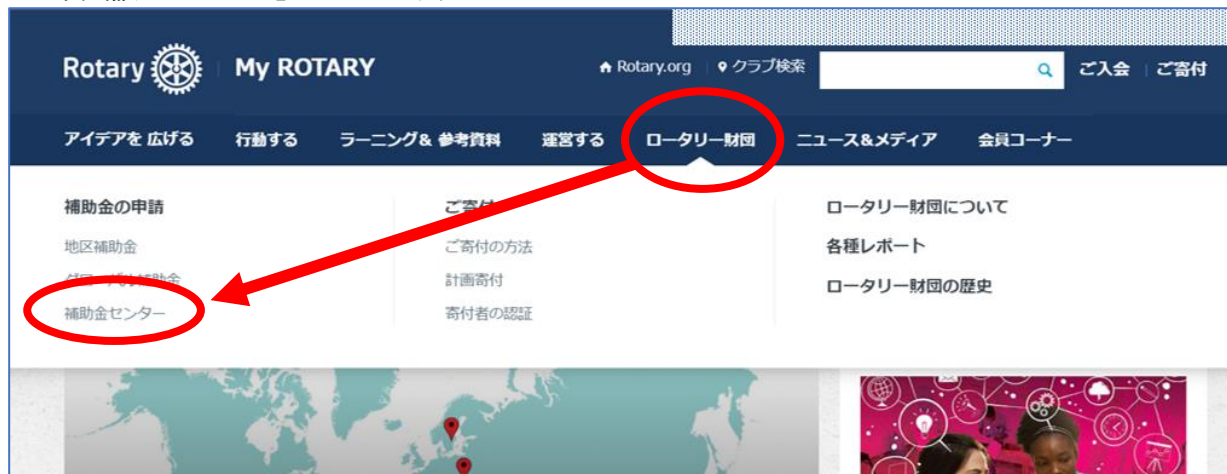 Rotary
My ROTARY
Rotary.org
クラブ検索
ご入会
ご寄付
アイデアを 広げる
行動する
ラーニング& 参考資料
運営する
ロータリー財団
ニュース&メディア
会員コーナー
補助金の申請
ロータリー財団について
地区補助金
ご寄付の方法
各種レポート
計画寄付
ロータリー財団の歴史
補助金センター
寄付者の認証